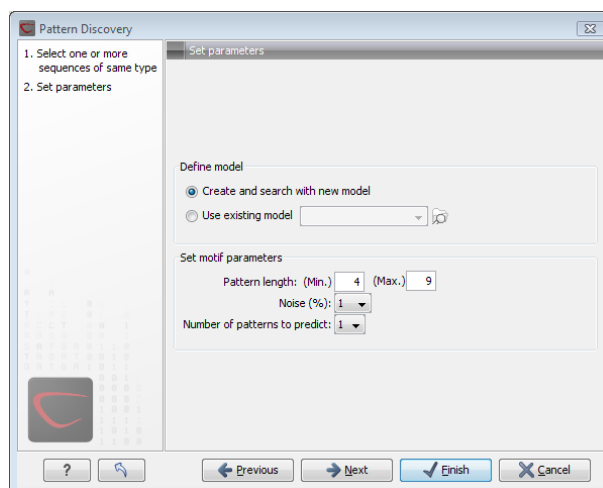 Pattern Discovery
1. Select one or more
sequences of same type
2. Set parameters
Set parameters
Define model
Create and search with new model
Use existing model
Set motif parameters
Pattern length: (Min.) 4 (Max.) 9
Noise (%): 1
Number of patterns to predict: 1
? Previous Next Finish Cancel